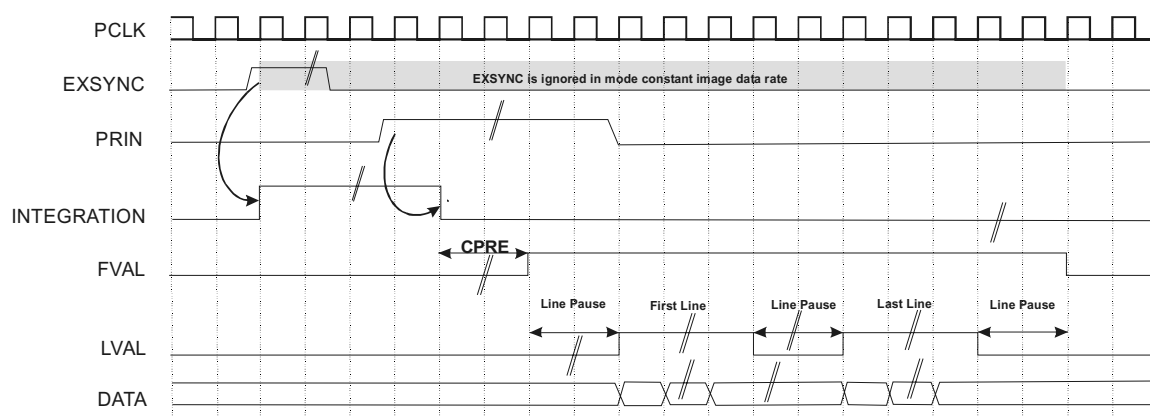 PCLK
EXSYNC
EXSYNC is ignored in mode constant image data rate
PRIN
INTEGRATION
CPRE
FVAL
Line Pause
First Line
Line Pause
Last Line
Line Pause
LVAL
DATA